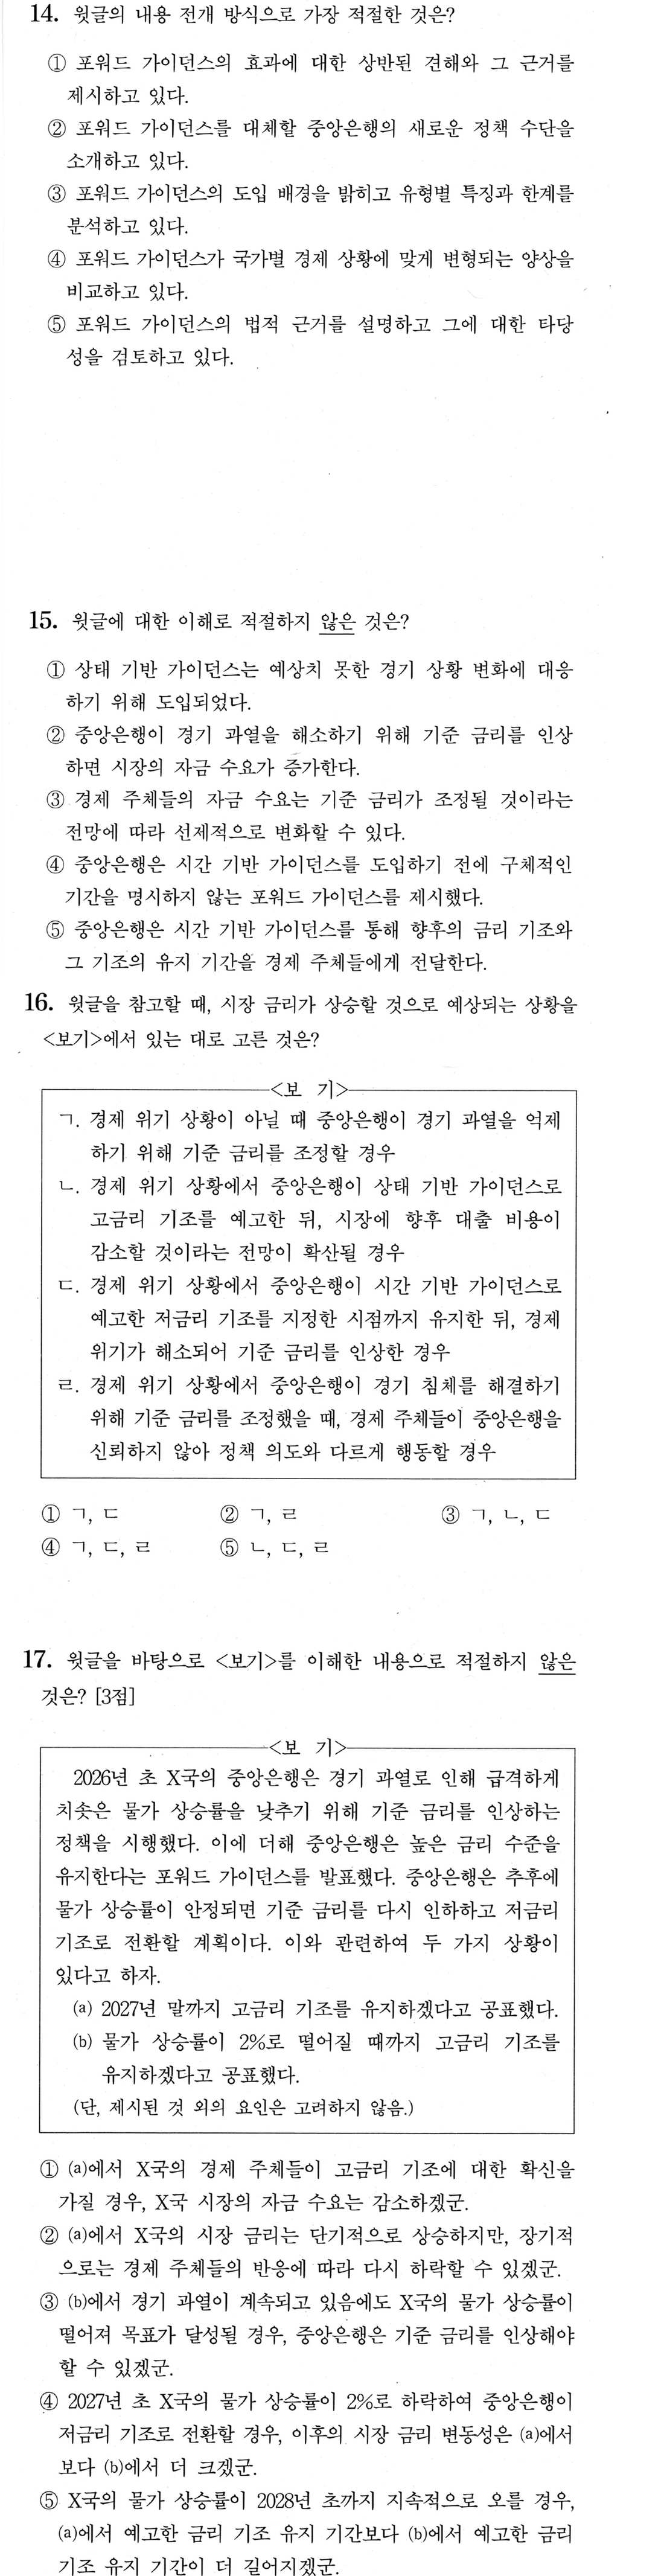 14. 윗글의 내용 전개 방식으로 가장 적절한 것은?
① 포워드 가이던스의 효과에 대한 상반된 견해와 그 근거를
제시하고 있다.
② 포워드 가이던스를 대체할 중앙은행의 새로운 정책 수단을
소개하고 있다.
③ 포워드 가이던스의 도입 배경을 밝히고 유형별 특징과 한계를
분석하고 있다.
④ 포워드 가이던스가 국가별 경제 상황에 맞게 변형되는 양상을
비교하고 있다.
⑤ 포워드 가이던스의 법적 근거를 설명하고 그에 대한 타당
성을 검토하고 있다.
15. 윗글에 대한 이해로 적절하지 않은 것은?
① 상태 기반 가이던스는 예상치 못한 경기 상황 변화에 대응
하기 위해 도입되었다.
② 중앙은행이 경기 과열을 해소하기 위해 기준 금리를 인상
하면 시장의 자금 수요가 증가한다.
③ 경제 주체들의 자금 수요는 기준 금리가 조정될 것이라는
전망에 따라 선제적으로 변화할 수 있다.
④ 중앙은행은 시간 기반 가이던스를 도입하기 전에 구체적인
기간을 명시하지 않는 포워드 가이던스를 제시했다.
⑤ 중앙은행은 시간 기반 가이던스를 통해 향후의 금리 기조와
그 기조의 유지 기간을 경제 주체들에게 전달한다.
16. 윗글을 참고할 때, 시장 금리가 상승할 것으로 예상되는 상황을
<보기>에서 있는 대로 고른 것은?
<보 기>
ㄱ. 경제 위기 상황이 아닐 때 중앙은행이 경기 과열을 억제
하기 위해 기준 금리를 조정할 경우
ㄴ. 경제 위기 상황에서 중앙은행이 상태 기반 가이던스로
고금리 기조를 예고한 뒤, 시장에 향후 대출 비용이
감소할 것이라는 전망이 확산될 경우
ㄷ. 경제 위기 상황에서 중앙은행이 시간 기반 가이던스로
예고한 저금리 기조를 지정한 시점까지 유지한 뒤, 경제
위기가 해소되어 기준 금리를 인상한 경우
ㄹ. 경제 위기 상황에서 중앙은행이 경기 침체를 해결하기
위해 기준 금리를 조정했을 때, 경제 주체들이 중앙은행을
신뢰하지 않아 정책 의도와 다르게 행동할 경우
① ㄱ, ㄷ ② ㄱ, ㄹ ③ ㄱ, ㄴ, ㄷ
④ ㄱ, ㄷ, ㄹ ⑤ ㄴ, ㄷ, ㄹ
17. 윗글을 바탕으로 <보기>를 이해한 내용으로 적절하지 않은
것은? [3점]
<보 기>
2026년 초 X국의 중앙은행은 경기 과열로 인해 급격하게
치솟은 물가 상승률을 낮추기 위해 기준 금리를 인상하는
정책을 시행했다. 이에 더해 중앙은행은 높은 금리 수준을
유지한다는 포워드 가이던스를 발표했다. 중앙은행은 추후에
물가 상승률이 안정되면 기준 금리를 다시 인하하고 저금리
기조로 전환할 계획이다. 이와 관련하여 두 가지 상황이
있다고 하자.
(a) 2027년 말까지 고금리 기조를 유지하겠다고 공표했다.
(b) 물가 상승률이 2%로 떨어질 때까지 고금리 기조를
유지하겠다고 공표했다.
(단, 제시된 것 외의 요인은 고려하지 않음.)
① (a)에서 X국의 경제 주체들이 고금리 기조에 대한 확신을
가질 경우, X국 시장의 자금 수요는 감소하겠군.
② (a)에서 X국의 시장 금리는 단기적으로 상승하지만, 장기적
으로는 경제 주체들의 반응에 따라 다시 하락할 수 있겠군.
③ (b)에서 경기 과열이 계속되고 있음에도 X국의 물가 상승률이
떨어져 목표가 달성될 경우, 중앙은행은 기준 금리를 인상해야
할 수 있겠군.
④ 2027년 초 X국의 물가 상승률이 2%로 하락하여 중앙은행이
저금리 기조로 전환할 경우, 이후의 시장 금리 변동성은 (a)에서
보다 (b)에서 더 크겠군.
⑤ X국의 물가 상승률이 2028년 초까지 지속적으로 오를 경우,
(a)에서 예고한 금리 기조 유지 기간보다 (b)에서 예고한 금리
기조 유지 기간이 더 길어지겠군.